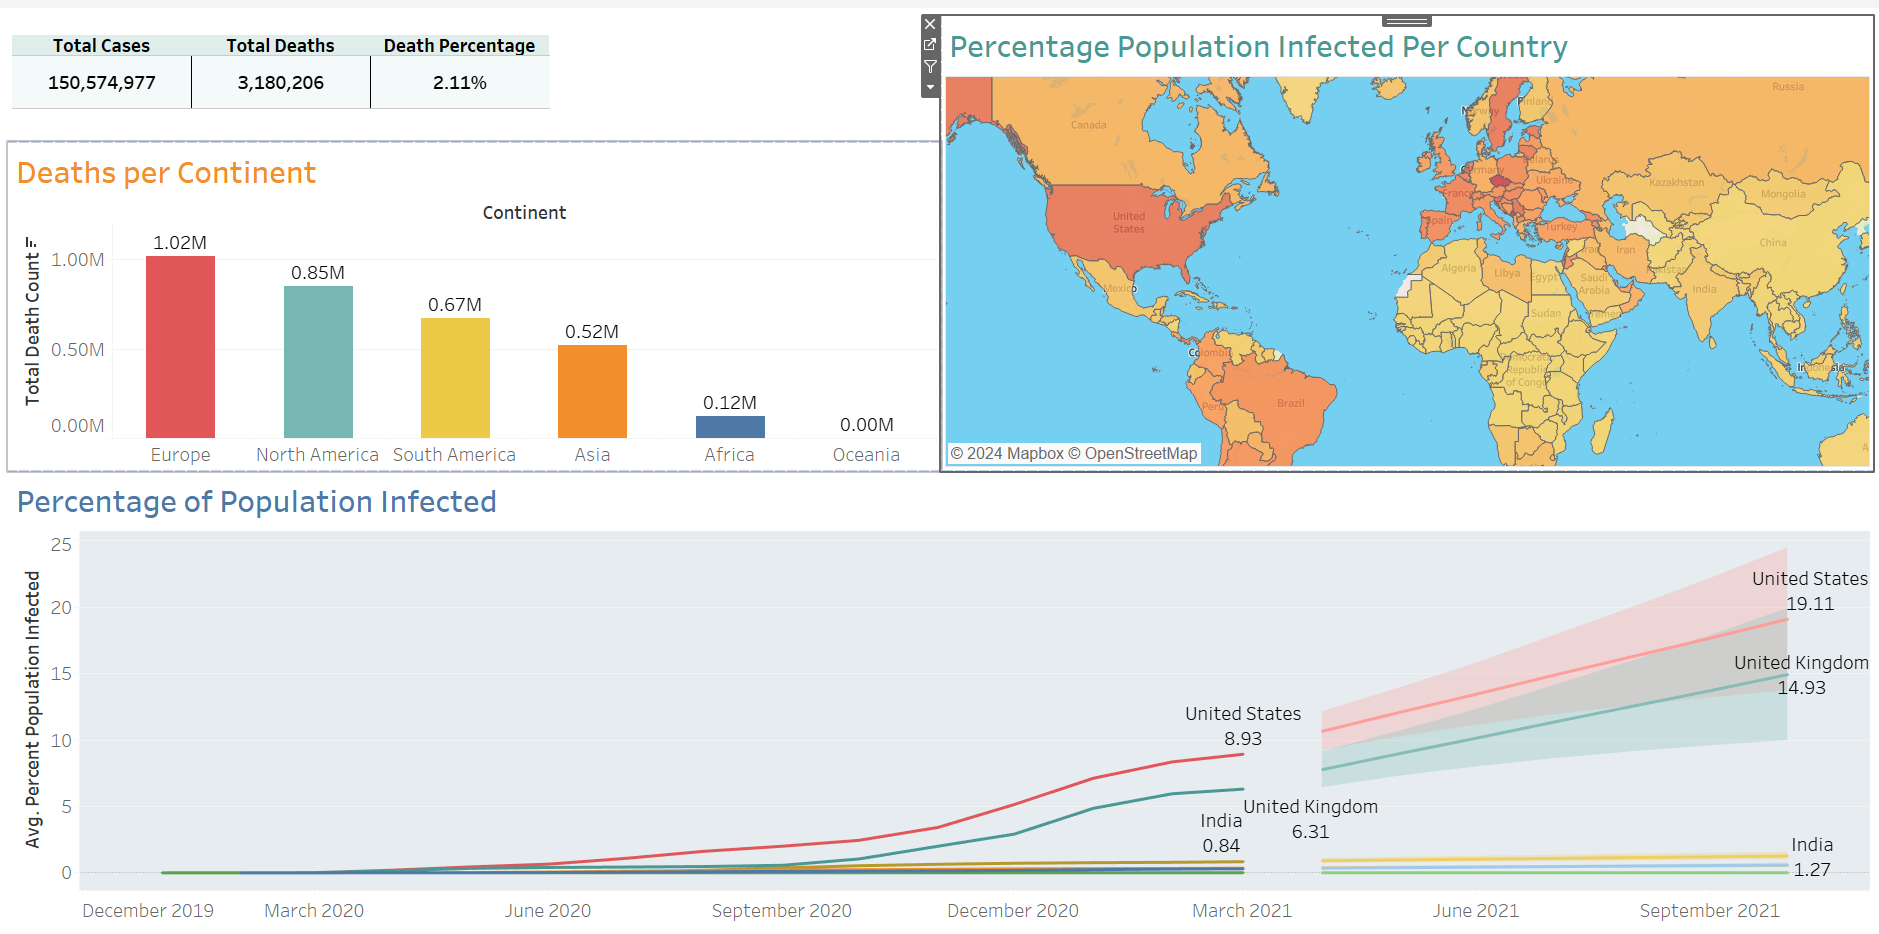 Total Cases Total Deaths Death Percentage
150,574,977 3,180,206 2.11%
Deaths per Continent
Continent
Total Death Count
1.00M
0.50M
0.00M
1.02M
0.85M
0.67M
0.52M
0.12M
0.00M
Europe North America South America Asia Africa Oceania
Percentage Population Infected Per Country
Russia
Canada
Finland
Norway
Belarus
Germany
Ukraine
France
Kazakhstan
Mongolia
United
States
Spain
Turkey
China
Iraq
Iran
Algeria
Libya
Egypt
Saudi
Arabia
Pakistan
India
Mexico
Sudan
Yemen
Colombia
Democratic
Republic
of Congo
Indonesia
Peru
Brazil
A
© 2024 Mapbox © OpenStreetMap
Percentage of Population Infected
Avg. Percent Population Infected
25
20
15
10
5
0
United States
19.11
United Kingdom
14.93
United States
8.93
United Kingdom
6.31
India
0.84
India
1.27
December 2019 March 2020 June 2020 September 2020 December 2020 March 2021 June 2021 September 2021